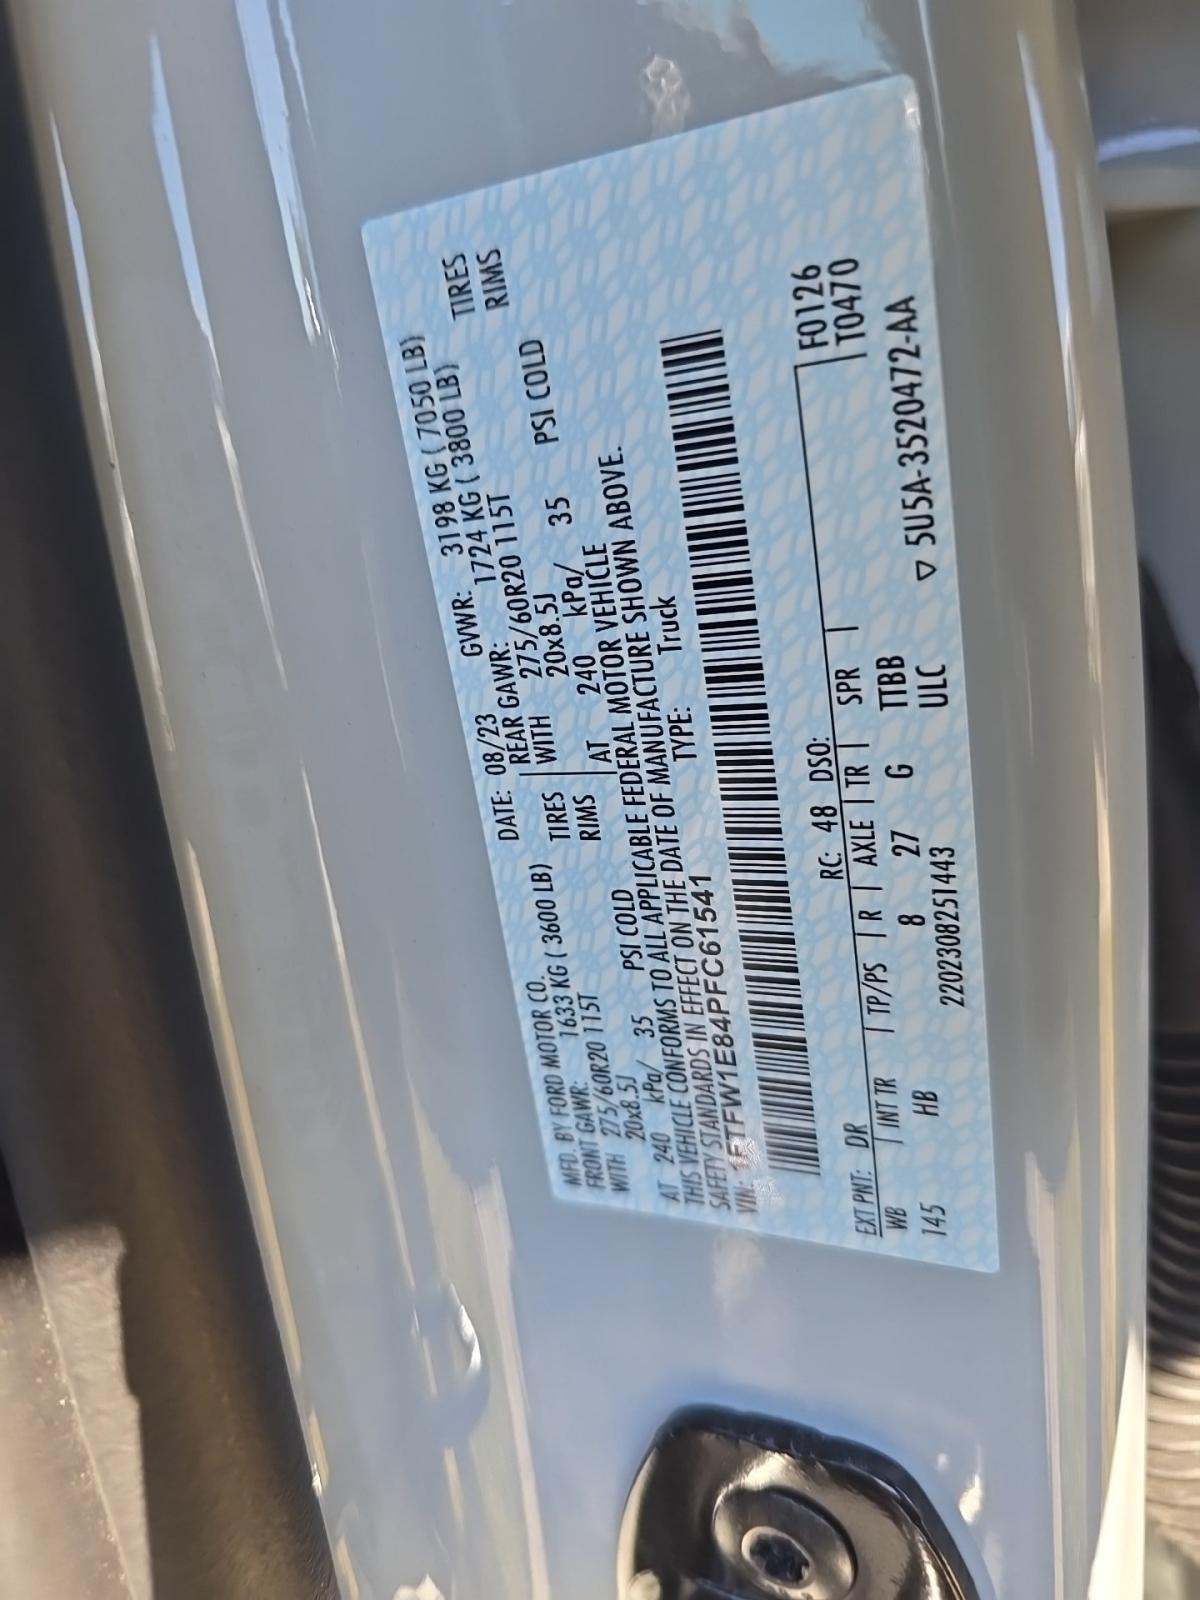 MFD. BY FORD MOTOR CO.
DATE: 08/23 GVWR: 3198 KG ( 7050 LB)
FRONT GAWR: 1633 KG ( 3600 LB) REAR GAWR: 1724 KG ( 3800 LB)
WITH 275/60R20 115T TIRES WITH 275/60R20 115T TIRES
20x8.5J RIMS 20x8.5J RIMS
AT 240 kPa/ 35 PSI COLD AT 240 kPa/ 35 PSI COLD
THIS VEHICLE CONFORMS TO ALL APPLICABLE FEDERAL MOTOR VEHICLE
SAFETY STANDARDS IN EFFECT ON THE DATE OF MANUFACTURE SHOWN ABOVE.
VIN: 1FTFW1E84PFC61541 TYPE: Truck
F0126
EXT PNT: DR RC: 48 DSO: T0470
WB INT TR TP/PS R AXLE TR SPR
145 HB 8 27 G TTBB
2202308251443 ULC ▽ 5U5A-3520472-AA